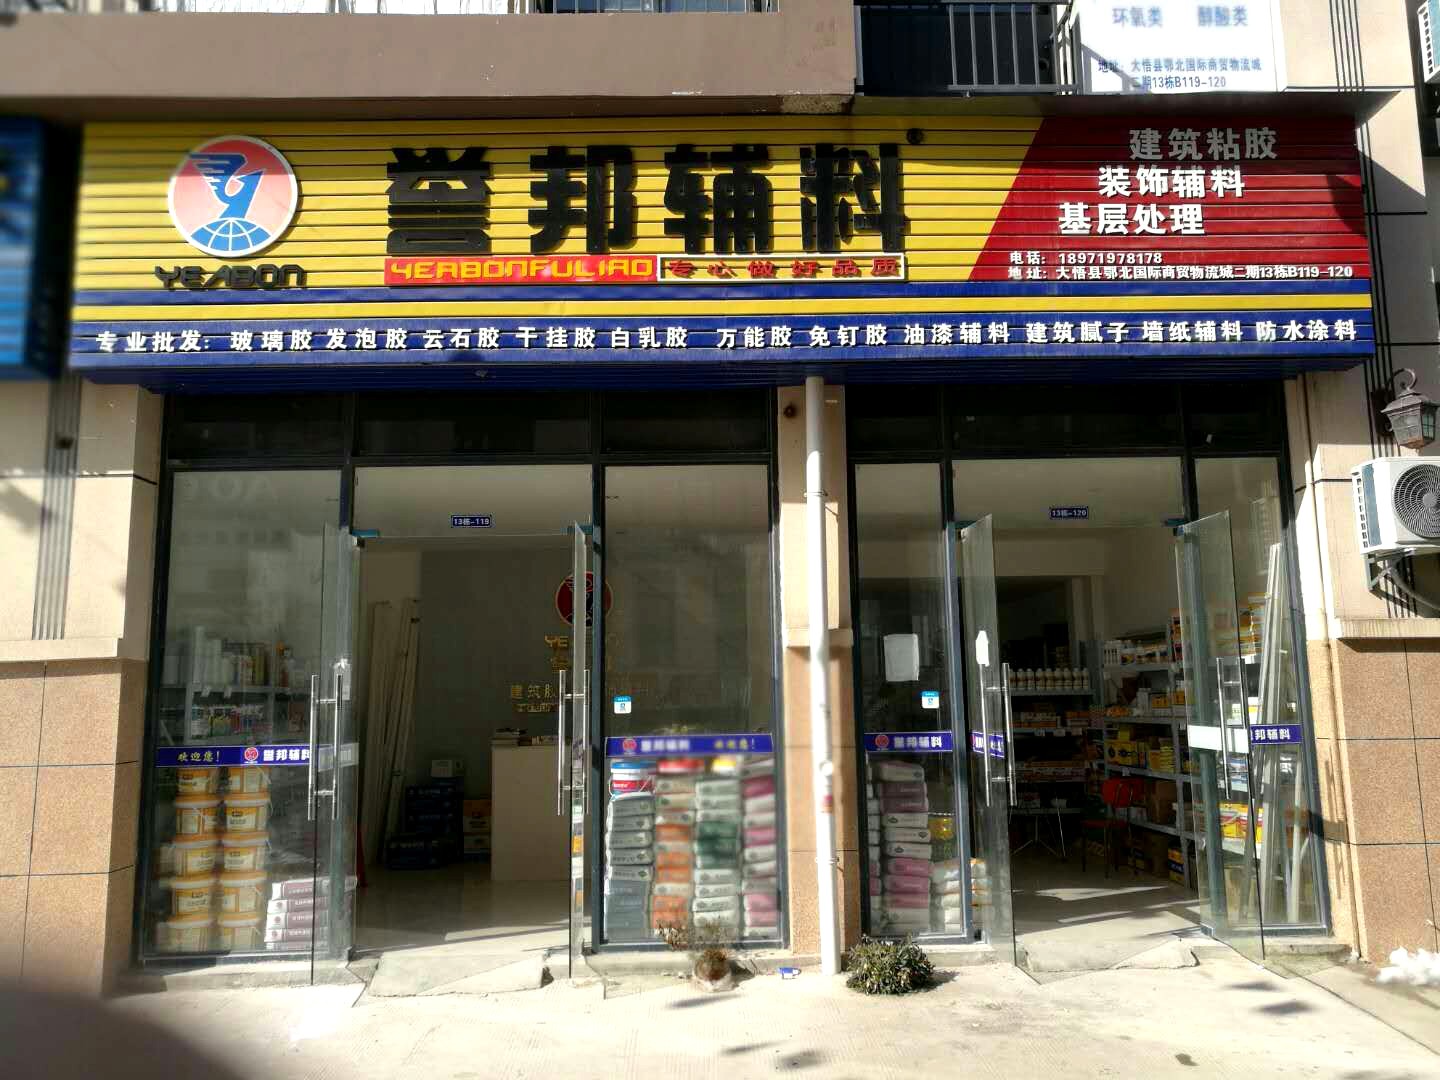 环氧类 醇酸类
地址：大悟县鄂北国际商贸物流城
二期13栋B119-120
誉邦辅料
建筑粘胶
装饰辅料
基层处理
YEABON
YEABONFULIAO 专心做好品质
电话：18971978178
地址：大悟县鄂北国际商贸物流城二期13栋B119-120
专业批发：玻璃胶 发泡胶 云石胶 干挂胶 白乳胶 万能胶 免钉胶 油漆辅料 建筑腻子 墙纸辅料 防水涂料
13栋-119
13栋-120
建筑胶
欢迎您！ 誉邦辅料
誉邦辅料 欢迎您！
誉邦辅料
邦辅料